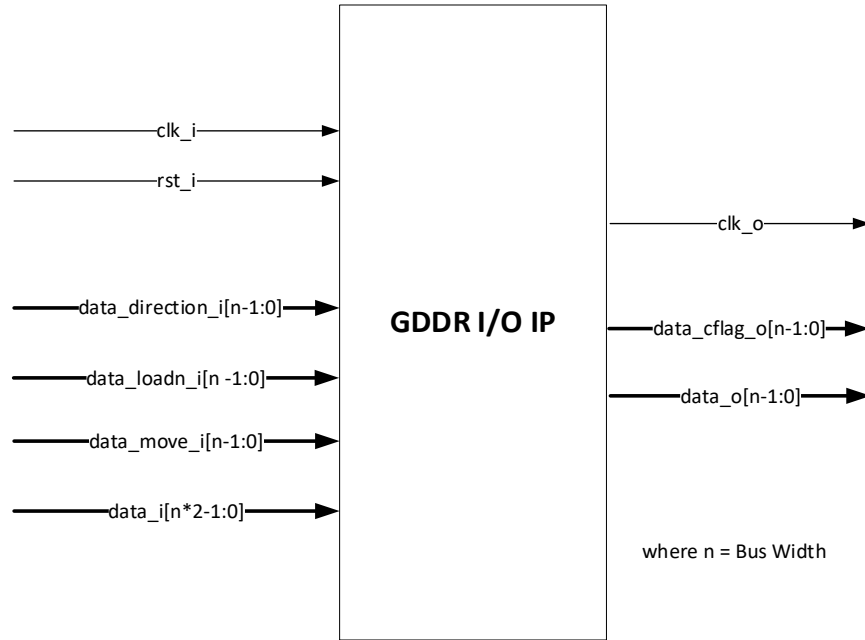 clk_i
rst_i
clk_o
data_direction_i[n-1:0]
GDDR I/O IP
data_cflag_o[n-1:0]
data_loadn_i[n -1:0]
data_o[n-1:0]
data_move_i[n-1:0]
data_i[n*2-1:0]
where n = Bus Width